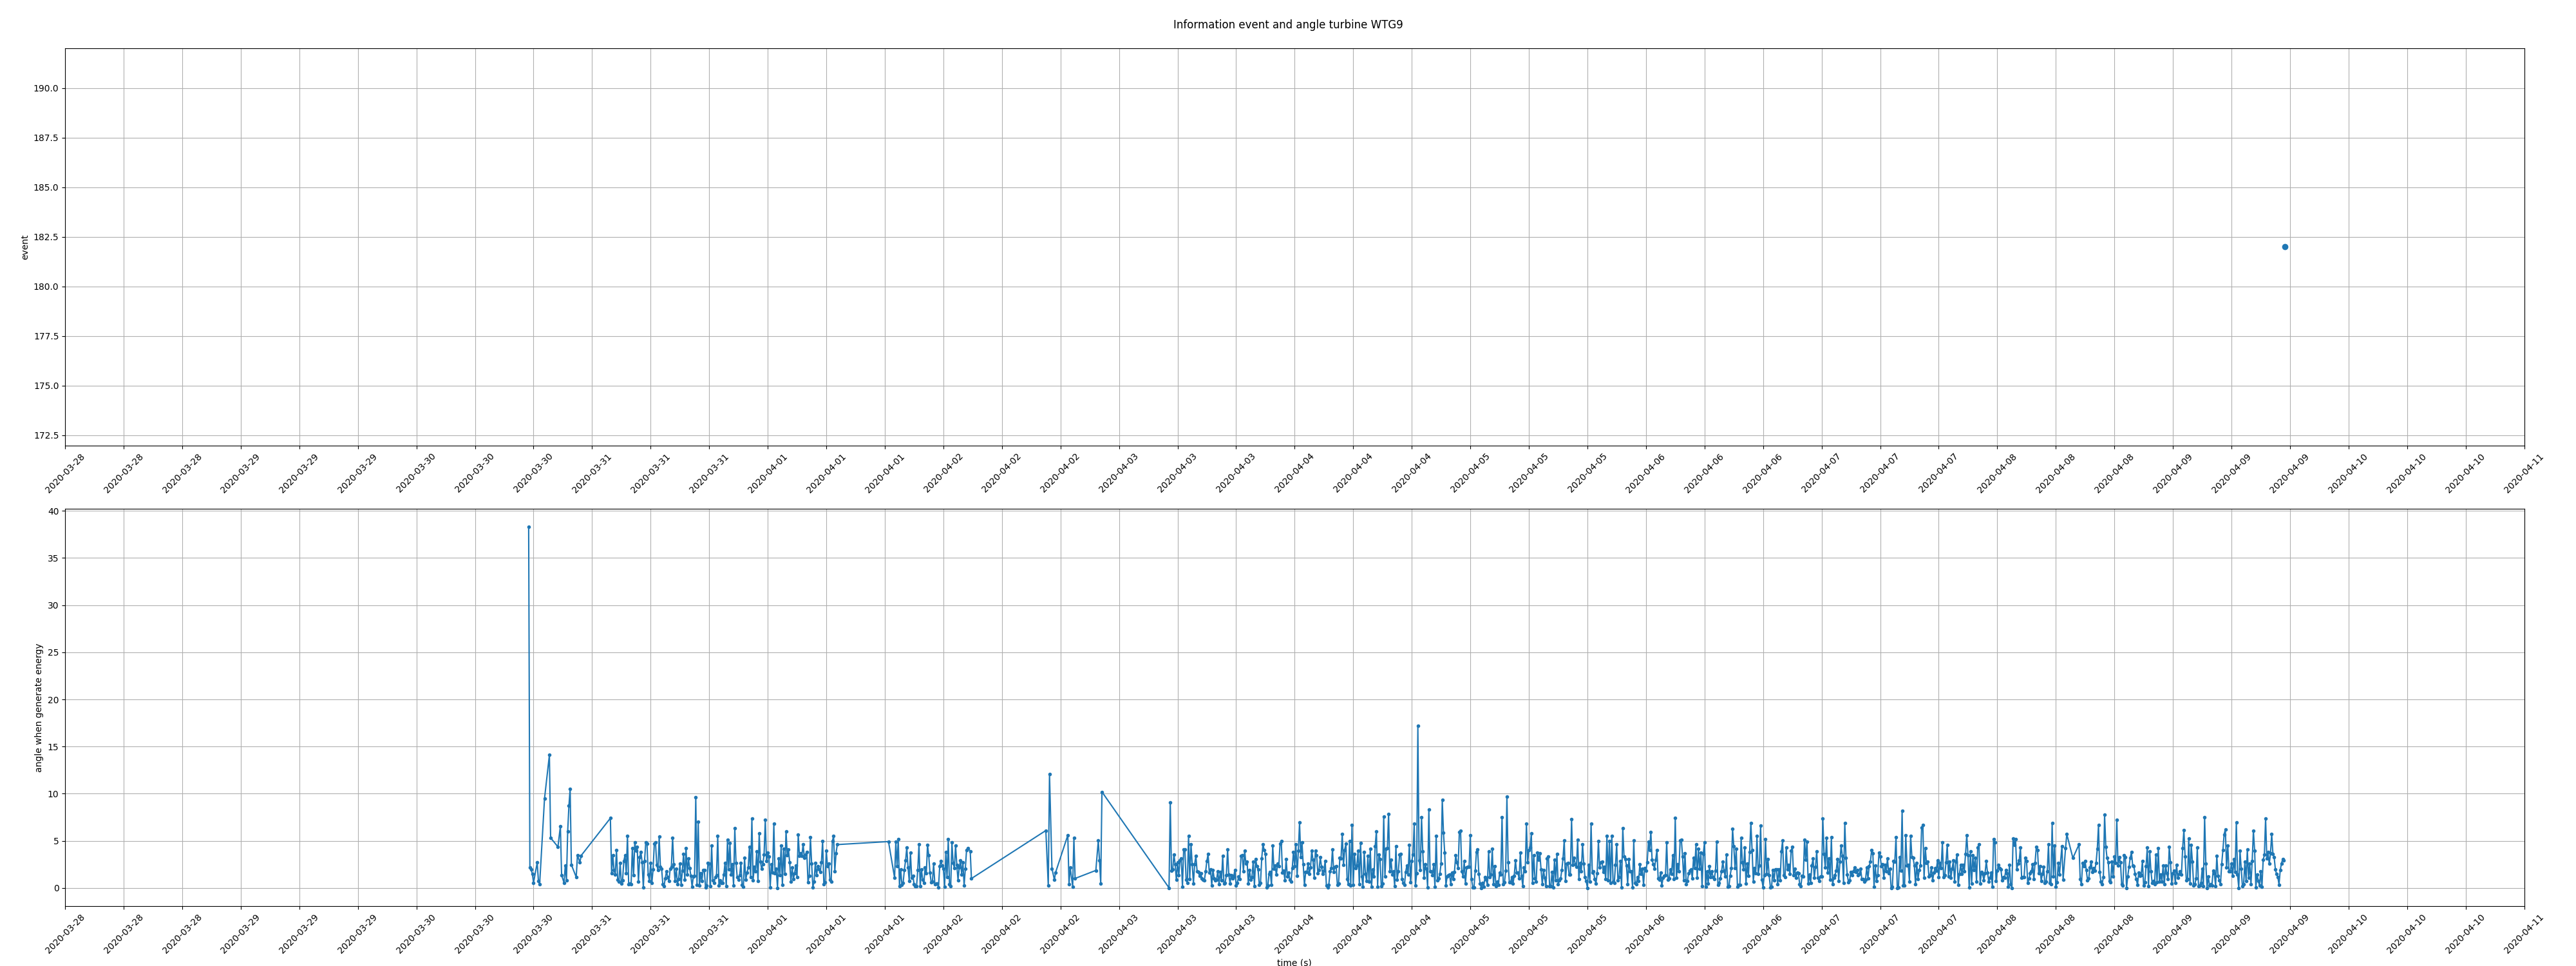 Information event and angle turbine WTG9
190.0
187.5
185.0
182.5
180.0
177.5
175.0
172.5
event
2020-03-28 2020-03-28 2020-03-28 2020-03-29 2020-03-29 2020-03-29 2020-03-30 2020-03-30 2020-03-30 2020-03-31 2020-03-31 2020-03-31 2020-04-01 2020-04-01 2020-04-01 2020-04-02 2020-04-02 2020-04-02 2020-04-03 2020-04-03 2020-04-03 2020-04-04 2020-04-04 2020-04-04 2020-04-05 2020-04-05 2020-04-05 2020-04-06 2020-04-06 2020-04-06 2020-04-07 2020-04-07 2020-04-07 2020-04-08 2020-04-08 2020-04-08 2020-04-09 2020-04-09 2020-04-09 2020-04-10 2020-04-10 2020-04-10 2020-04-11
40
35
30
25
20
15
10
5
0
angle when generate energy
2020-03-28 2020-03-28 2020-03-28 2020-03-29 2020-03-29 2020-03-29 2020-03-30 2020-03-30 2020-03-30 2020-03-31 2020-03-31 2020-03-31 2020-04-01 2020-04-01 2020-04-01 2020-04-02 2020-04-02 2020-04-02 2020-04-03 2020-04-03 2020-04-03 2020-04-04 2020-04-04 2020-04-04 2020-04-05 2020-04-05 2020-04-05 2020-04-06 2020-04-06 2020-04-06 2020-04-07 2020-04-07 2020-04-07 2020-04-08 2020-04-08 2020-04-08 2020-04-09 2020-04-09 2020-04-09 2020-04-10 2020-04-10 2020-04-10 2020-04-11
time (s)